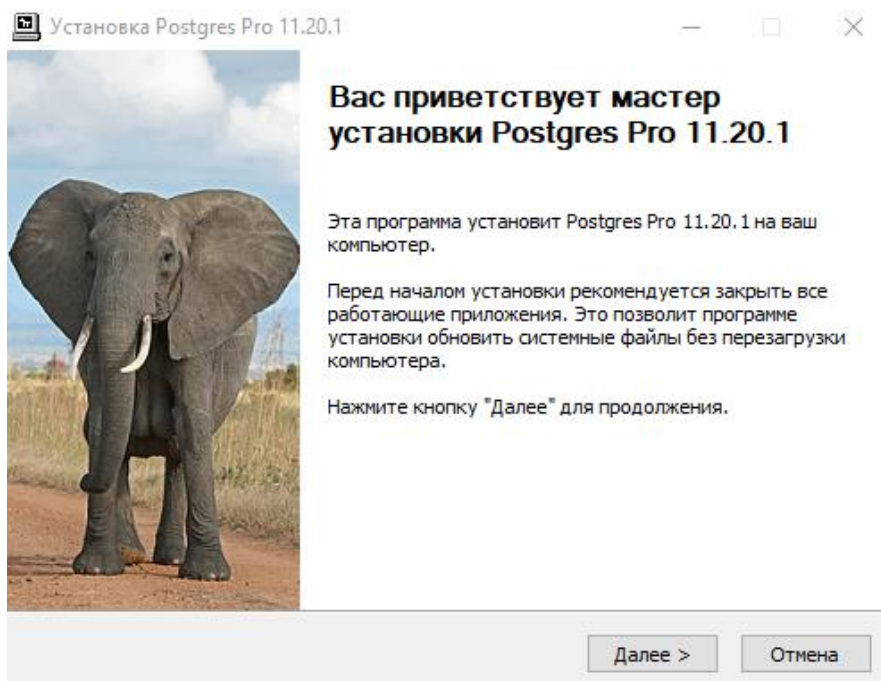 Установка Postgres Pro 11.20.1
Вас приветствует мастер
установки Postgres Pro 11.20.1
Эта программа установит Postgres Pro 11.20.1 на ваш
компьютер.
Перед началом установки рекомендуется закрыть все
работающие приложения. Это позволит программе
установки обновить системные файлы без перезагрузки
компьютера.
Нажмите кнопку "Далее" для продолжения.
Далее >
Отмена